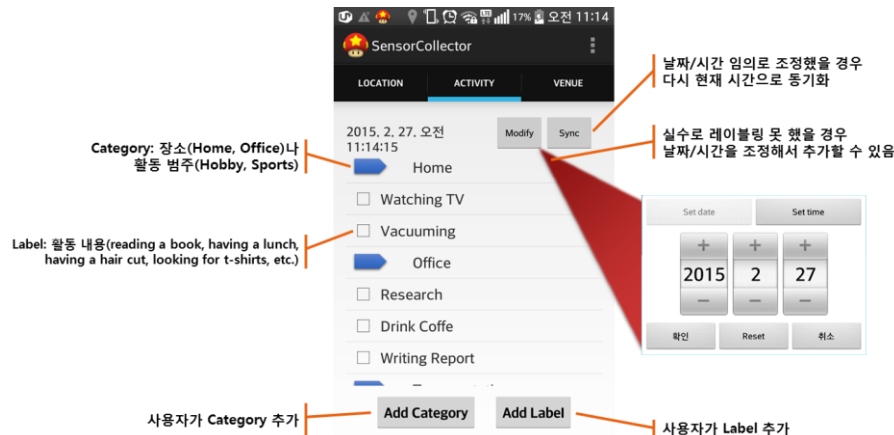 17% 오전 11:14
SensorCollector
LOCATION ACTIVITY VENUE
날짜/시간 임의로 조정했을 경우
다시 현재 시간으로 동기화
2015. 2. 27. 오전
11:14:15
Modify Sync
실수로 레이블링 못 했을 경우
날짜/시간을 조정해서 추가할 수 있음
Category: 장소(Home, Office)나
활동 범주(Hobby, Sports)
Home
Watching TV
Vacuuming
Label: 활동 내용(reading a book, having a lunch,
having a hair cut, looking for t-shirts, etc.)
Office
Research
Drink Coffe
Writing Report
Set date Set time
+ + +
2015 2 27
− − −
확인 Reset 취소
사용자가 Category 추가
Add Category Add Label
사용자가 Label 추가